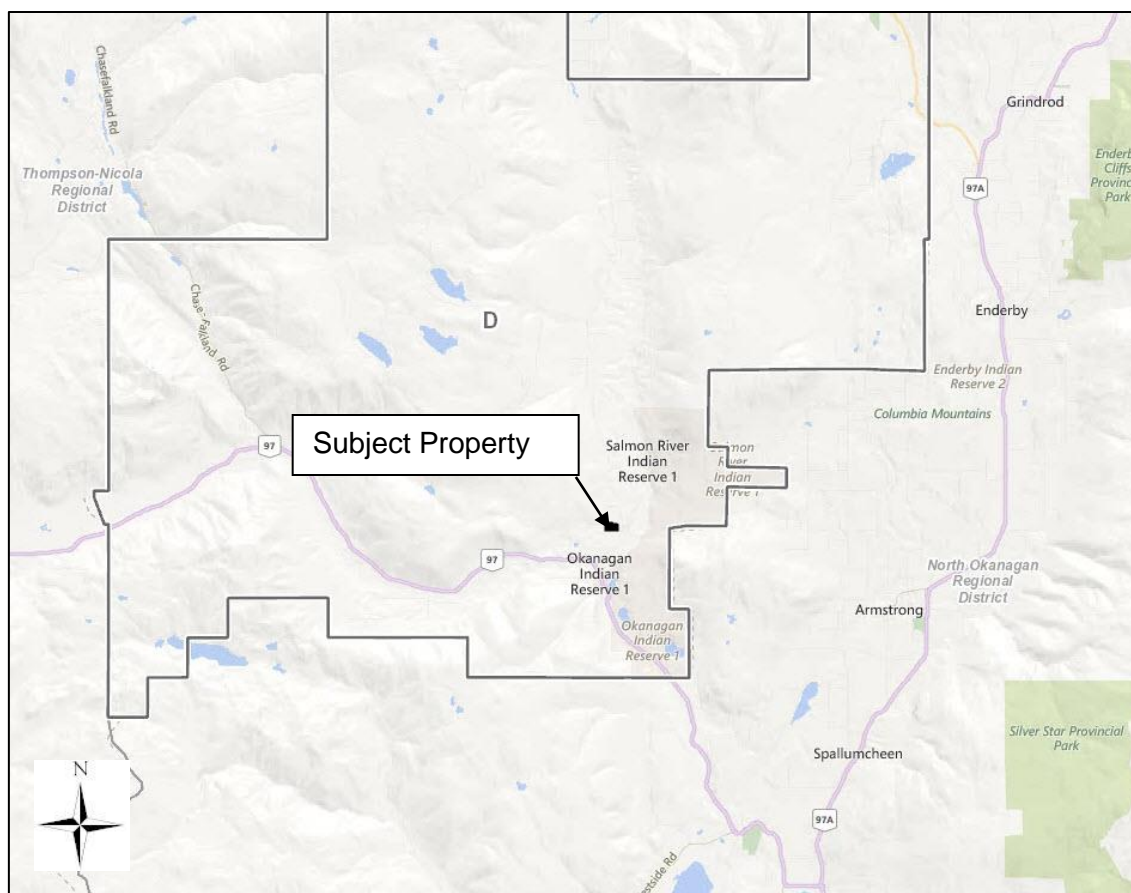 Chasefalkland Rd
Grindrod
Thompson-Nicola
Regional
District
Enderby
Cliffs
Provincial
Park
97A
Chase-Falkland Rd
D
Enderby
Enderby Indian
Reserve 2
Columbia Mountains
97
Subject Property
Salmon River
Indian
Reserve 1
Salmon
River
Indian
Reserve 1
97
Okanagan
Indian
Reserve 1
North Okanagan
Regional
District
Armstrong
Okanagan
Indian
Reserve 1
Silver Star Provincial
Park
Spallumcheen
N
97A